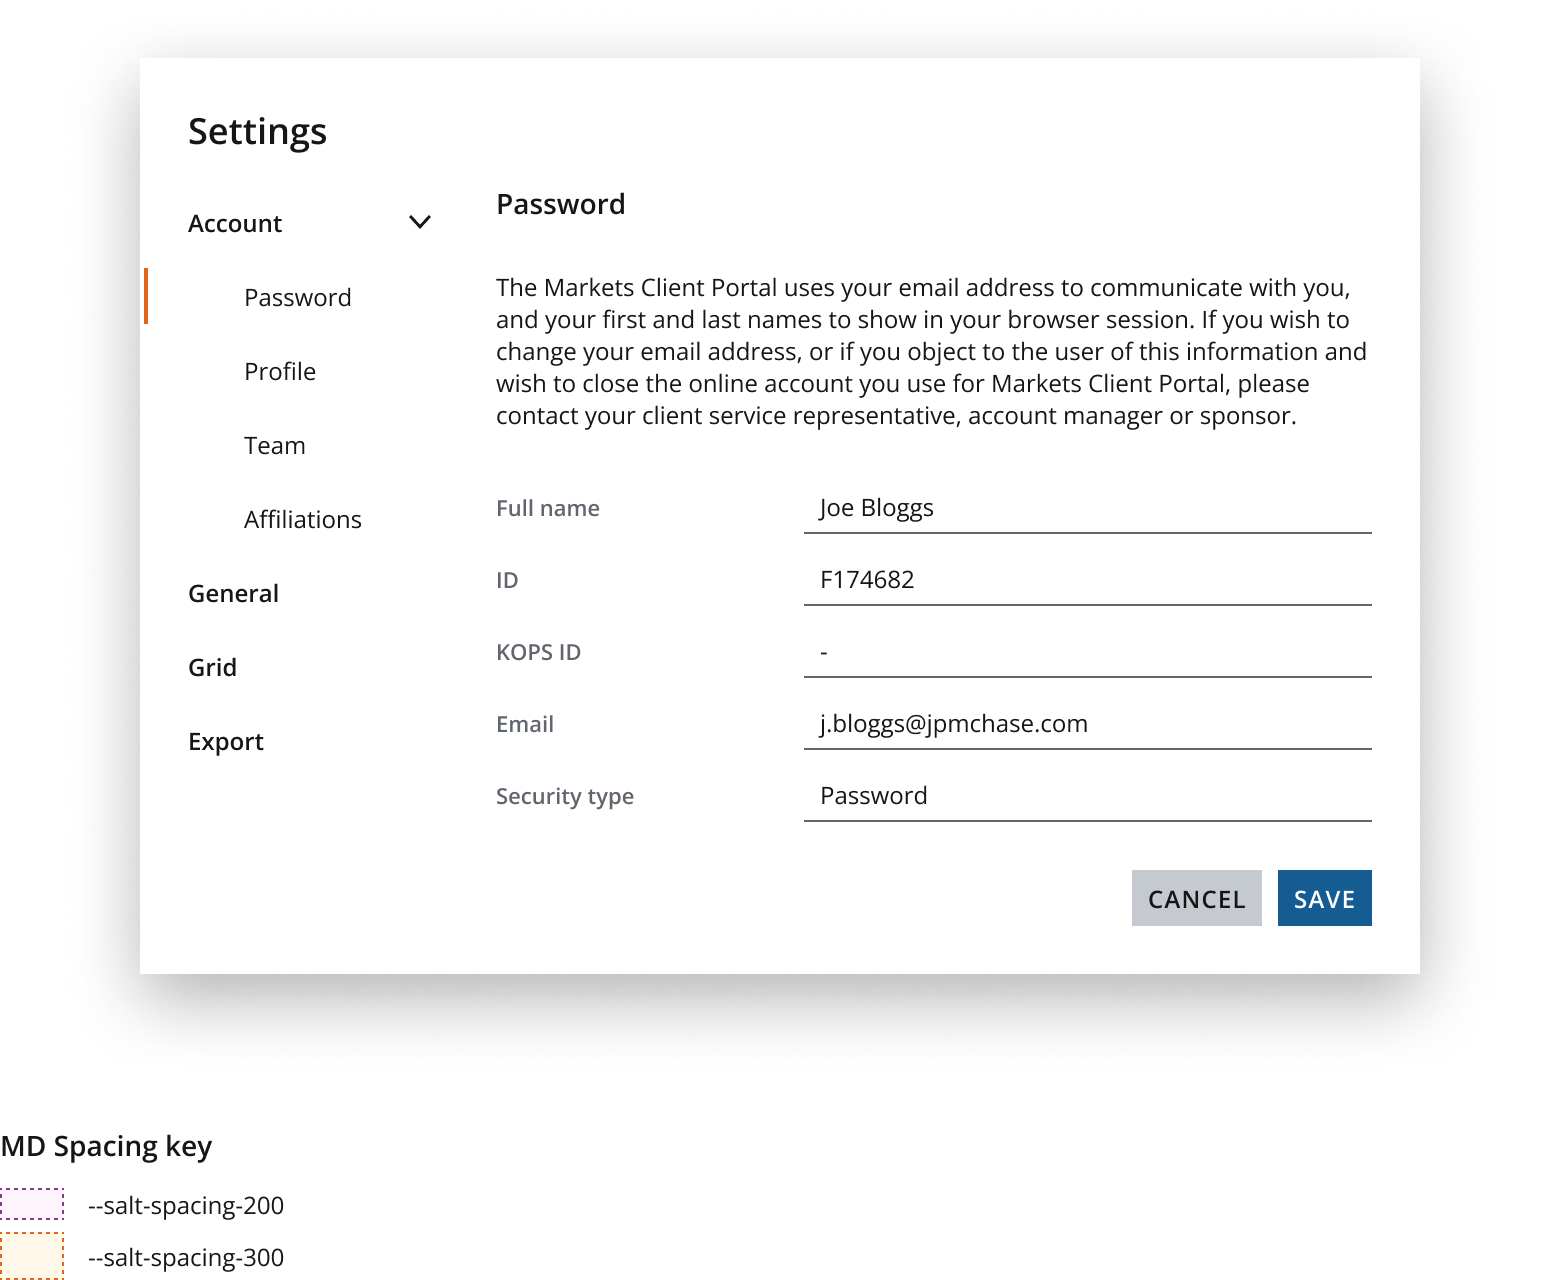 Settings
Account
Password
Profile
Team
Affiliations
General
Grid
Export
Password
The Markets Client Portal uses your email address to communicate with you,
and your first and last names to show in your browser session. If you wish to
change your email address, or if you object to the user of this information and
wish to close the online account you use for Markets Client Portal, please
contact your client service representative, account manager or sponsor.
Full name Joe Bloggs
ID F174682
KOPS ID -
Email j.bloggs@jpmchase.com
Security type Password
CANCEL SAVE
MD Spacing key
--salt-spacing-200
--salt-spacing-300